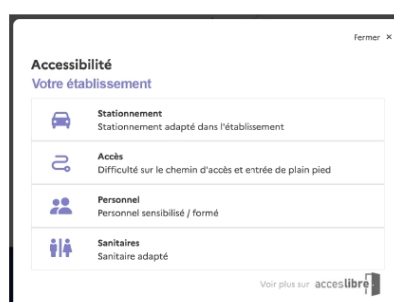 Fermer ×
Accessibilité
Votre établissement
Stationnement
Stationnement adapté dans l'établissement
Accès
Difficulté sur le chemin d'accès et entrée de plain pied
Personnel
Personnel sensibilisé / formé
Sanitaires
Sanitaire adapté
Voir plus sur acceslibre